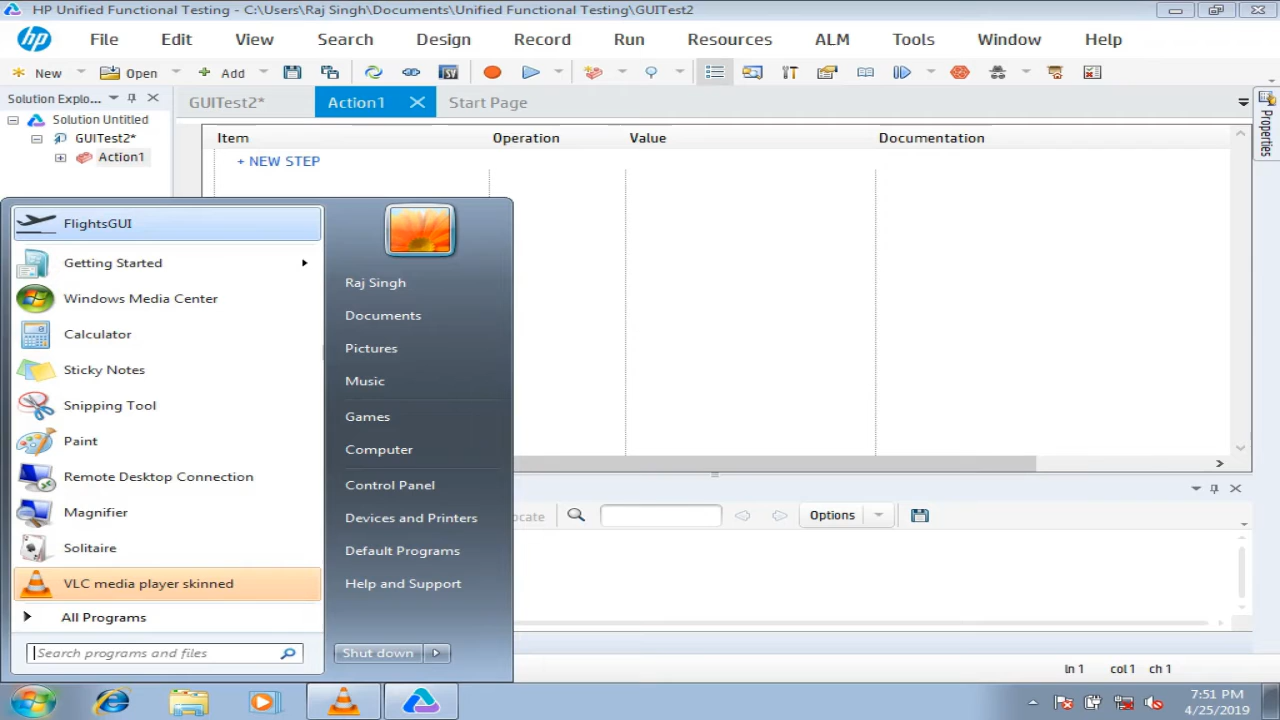 HP Unified Functional Testing - C:\Users\Raj Singh\Documents\Unified Functional Testing\GUITest2
hp File Edit View Search Design Record Run Resources ALM Tools Window Help
New Open Add
Solution Explo...
GUITest2* Action1 Start Page
Solution Untitled
GUITest2*
Action1
Item Operation Value Documentation
+ NEW STEP
Properties
FlightsGUI
Getting Started
Windows Media Center
Calculator
Sticky Notes
Snipping Tool
Paint
Remote Desktop Connection
Magnifier
Solitaire
VLC media player skinned
All Programs
Search programs and files
Raj Singh
Documents
Pictures
Music
Games
Computer
Control Panel
Devices and Printers
Default Programs
Help and Support
Shut down
ocate Options
ln 1 col 1 ch 1
7:51 PM
4/25/2019